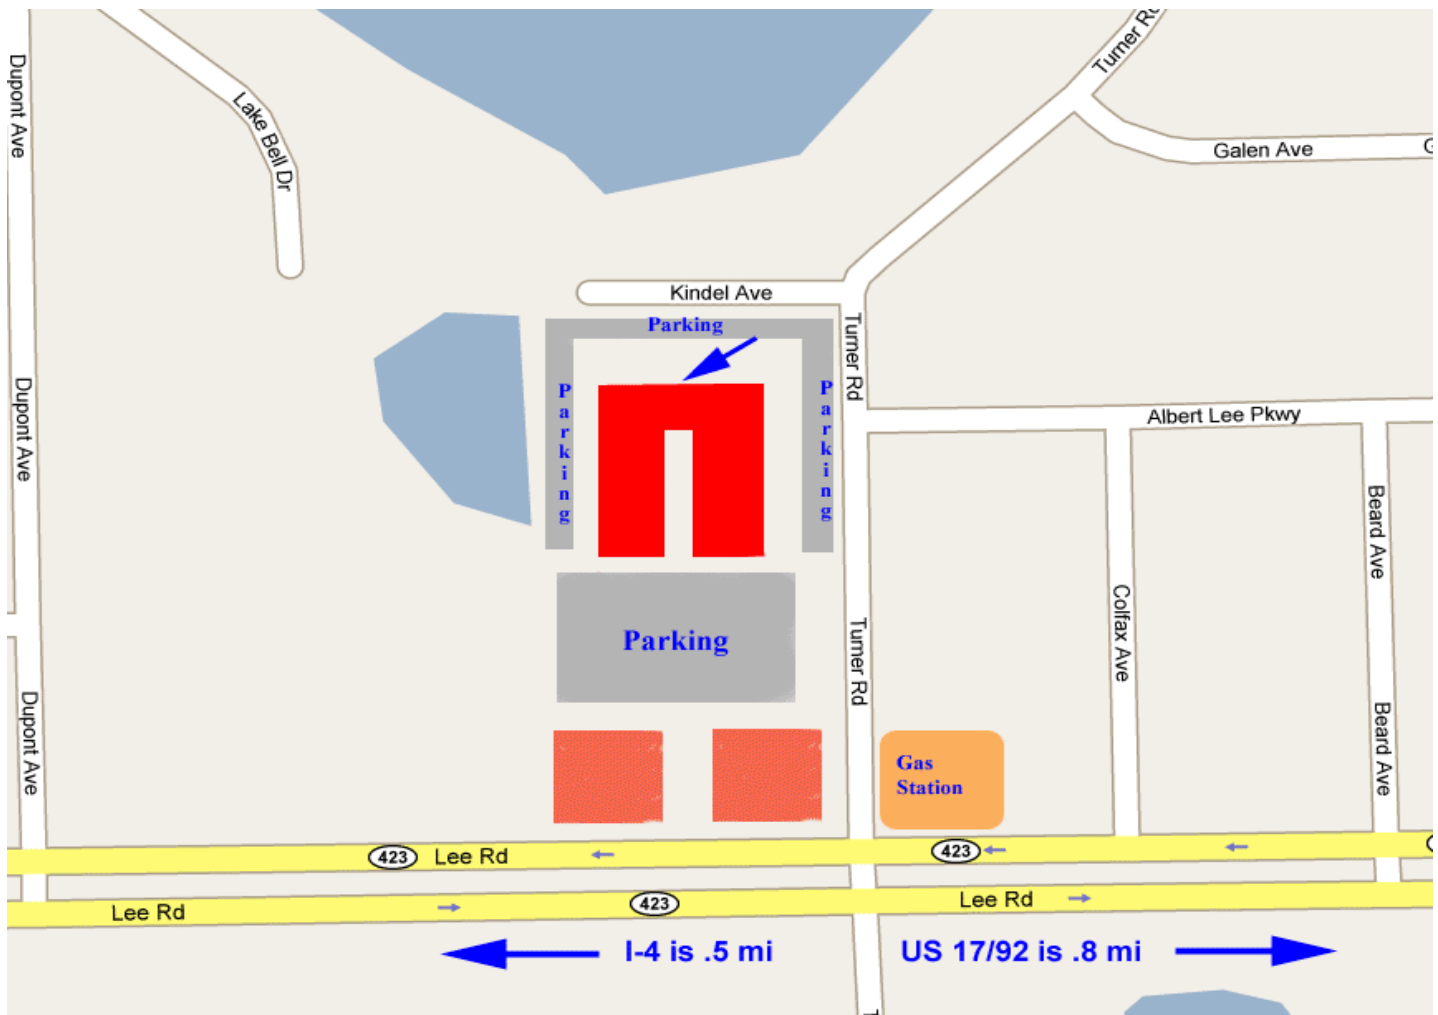 Turner Rd
Dupont Ave
Lake Bell Dr
Galen Ave
G
Kindel Ave
Parking
Turner Rd
Parking
Parking
Dupont Ave
Albert Lee Pkwy
Beard Ave
Colfax Ave
Parking
Turner Rd
Dupont Ave
Beard Ave
Gas
Station
423 Lee Rd
423
Lee Rd
423
Lee Rd
I-4 is .5 mi
US 17/92 is .8 mi
T